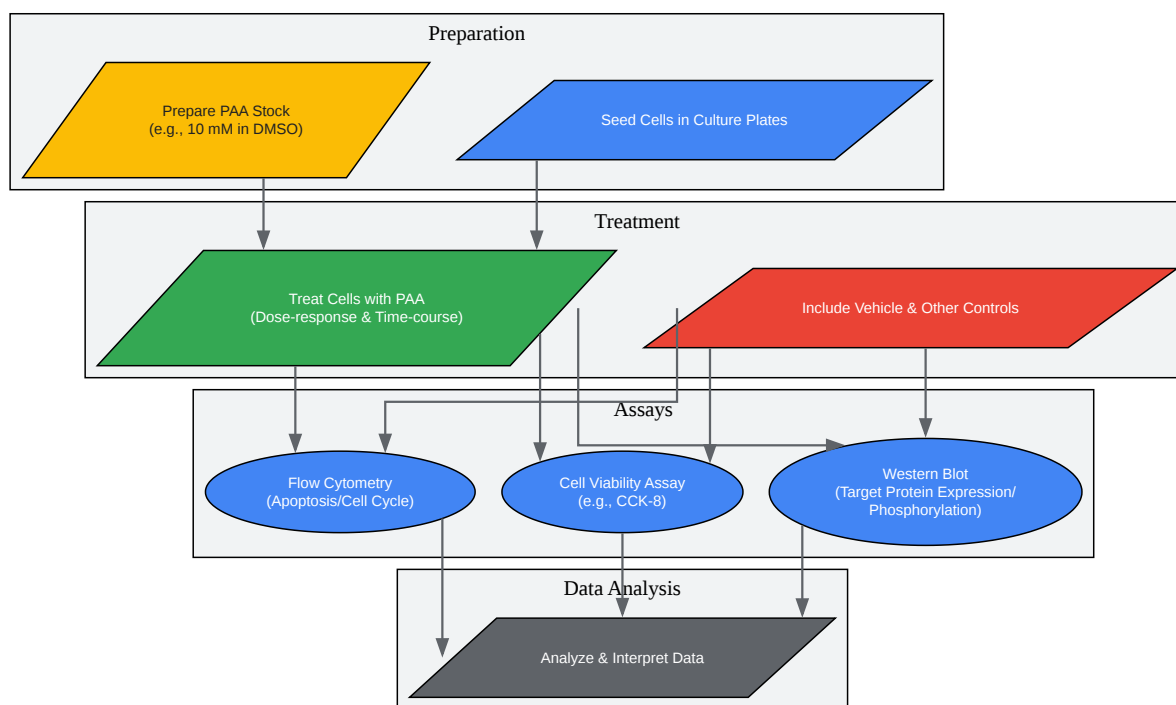 Preparation
Prepare PAA Stock
(e.g., 10 mM in DMSO)
Seed Cells in Culture Plates
Treatment
Treat Cells with PAA
(Dose-response & Time-course)
Include Vehicle & Other Controls
Assays
Flow Cytometry
(Apoptosis/Cell Cycle)
Cell Viability Assay
(e.g., CCK-8)
Western Blot
(Target Protein Expression/
Phosphorylation)
Data Analysis
Analyze & Interpret Data